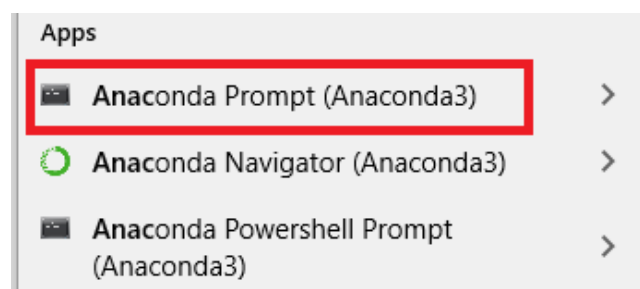 Apps
Anaconda Prompt (Anaconda3)
Anaconda Navigator (Anaconda3)
Anaconda Powershell Prompt
(Anaconda3)